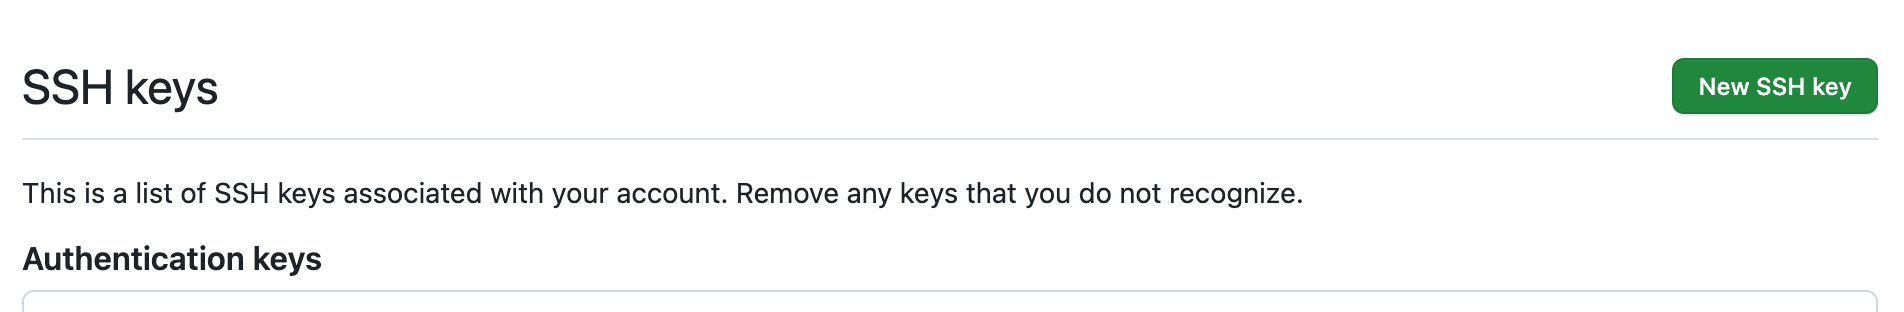 SSH keys
New SSH key
This is a list of SSH keys associated with your account. Remove any keys that you do not recognize.
Authentication keys